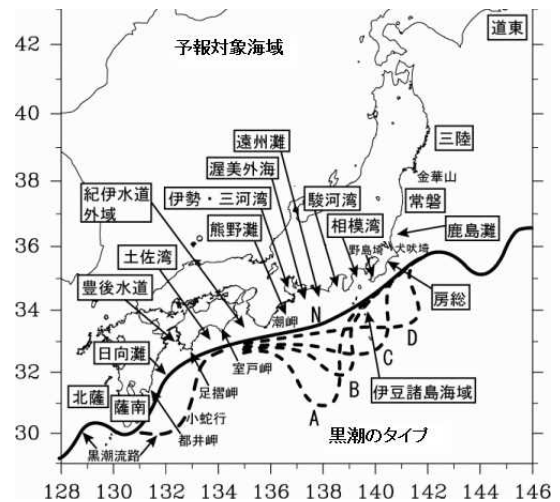 予報対象海域
道東
42
40
38
36
34
32
30
三陸
金華山
常磐
鹿島灘
犬吠埼
野島埼
房総
遠州灘
渥美外海
伊勢・三河湾
駿河湾
相模湾
紀伊水道
外域
熊野灘
土佐湾
豊後水道
日向灘
北薩
薩南
潮岬
室戸岬
足摺岬
小蛇行
都井岬
黒潮流路
N
A
B
C
D
伊豆諸島海域
黒潮のタイプ
128 130 132 134 136 138 140 142 144 146